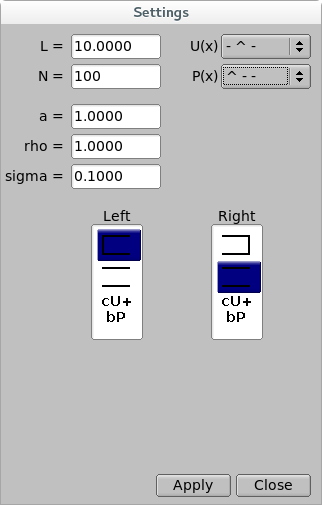 Settings
L = 10.0000 U(x) - ^ -
N = 100 P(x) ^ - -
a = 1.0000
rho = 1.0000
sigma = 0.1000
Left Right
cU+ cU+
bP bP
Apply Close